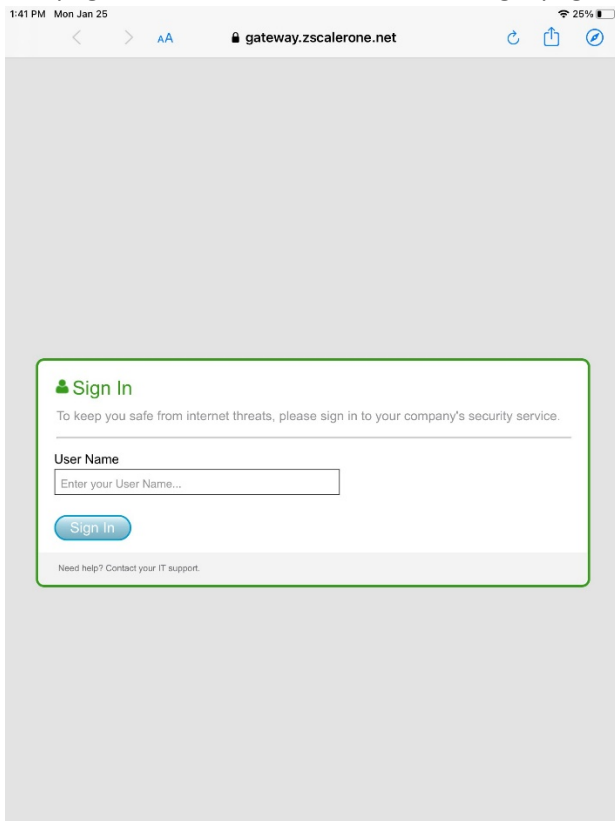 1:41 PM Mon Jan 25 25%
AA gateway.zscalerone.net
Sign In
To keep you safe from internet threats, please sign in to your company's security service.
User Name
Enter your User Name...
Sign In
Need help? Contact your IT support.